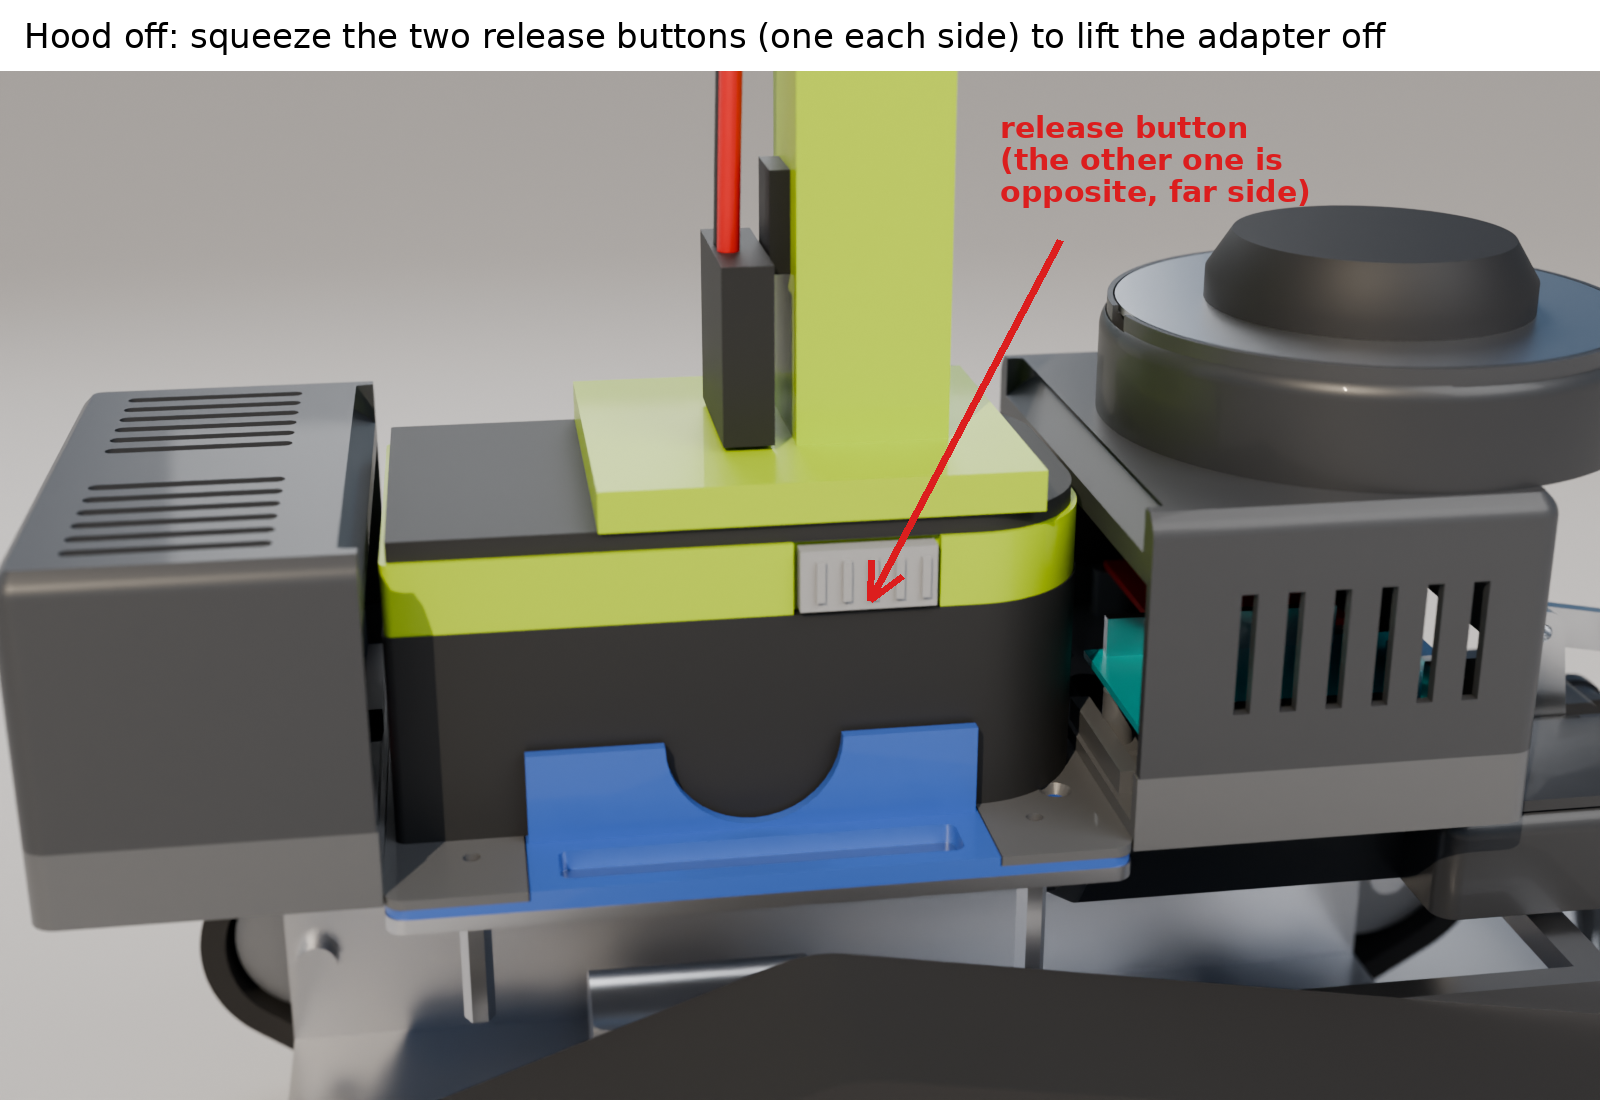 Hood off: squeeze the two release buttons (one each side) to lift the adapter off
release button
(the other one is
opposite, far side)